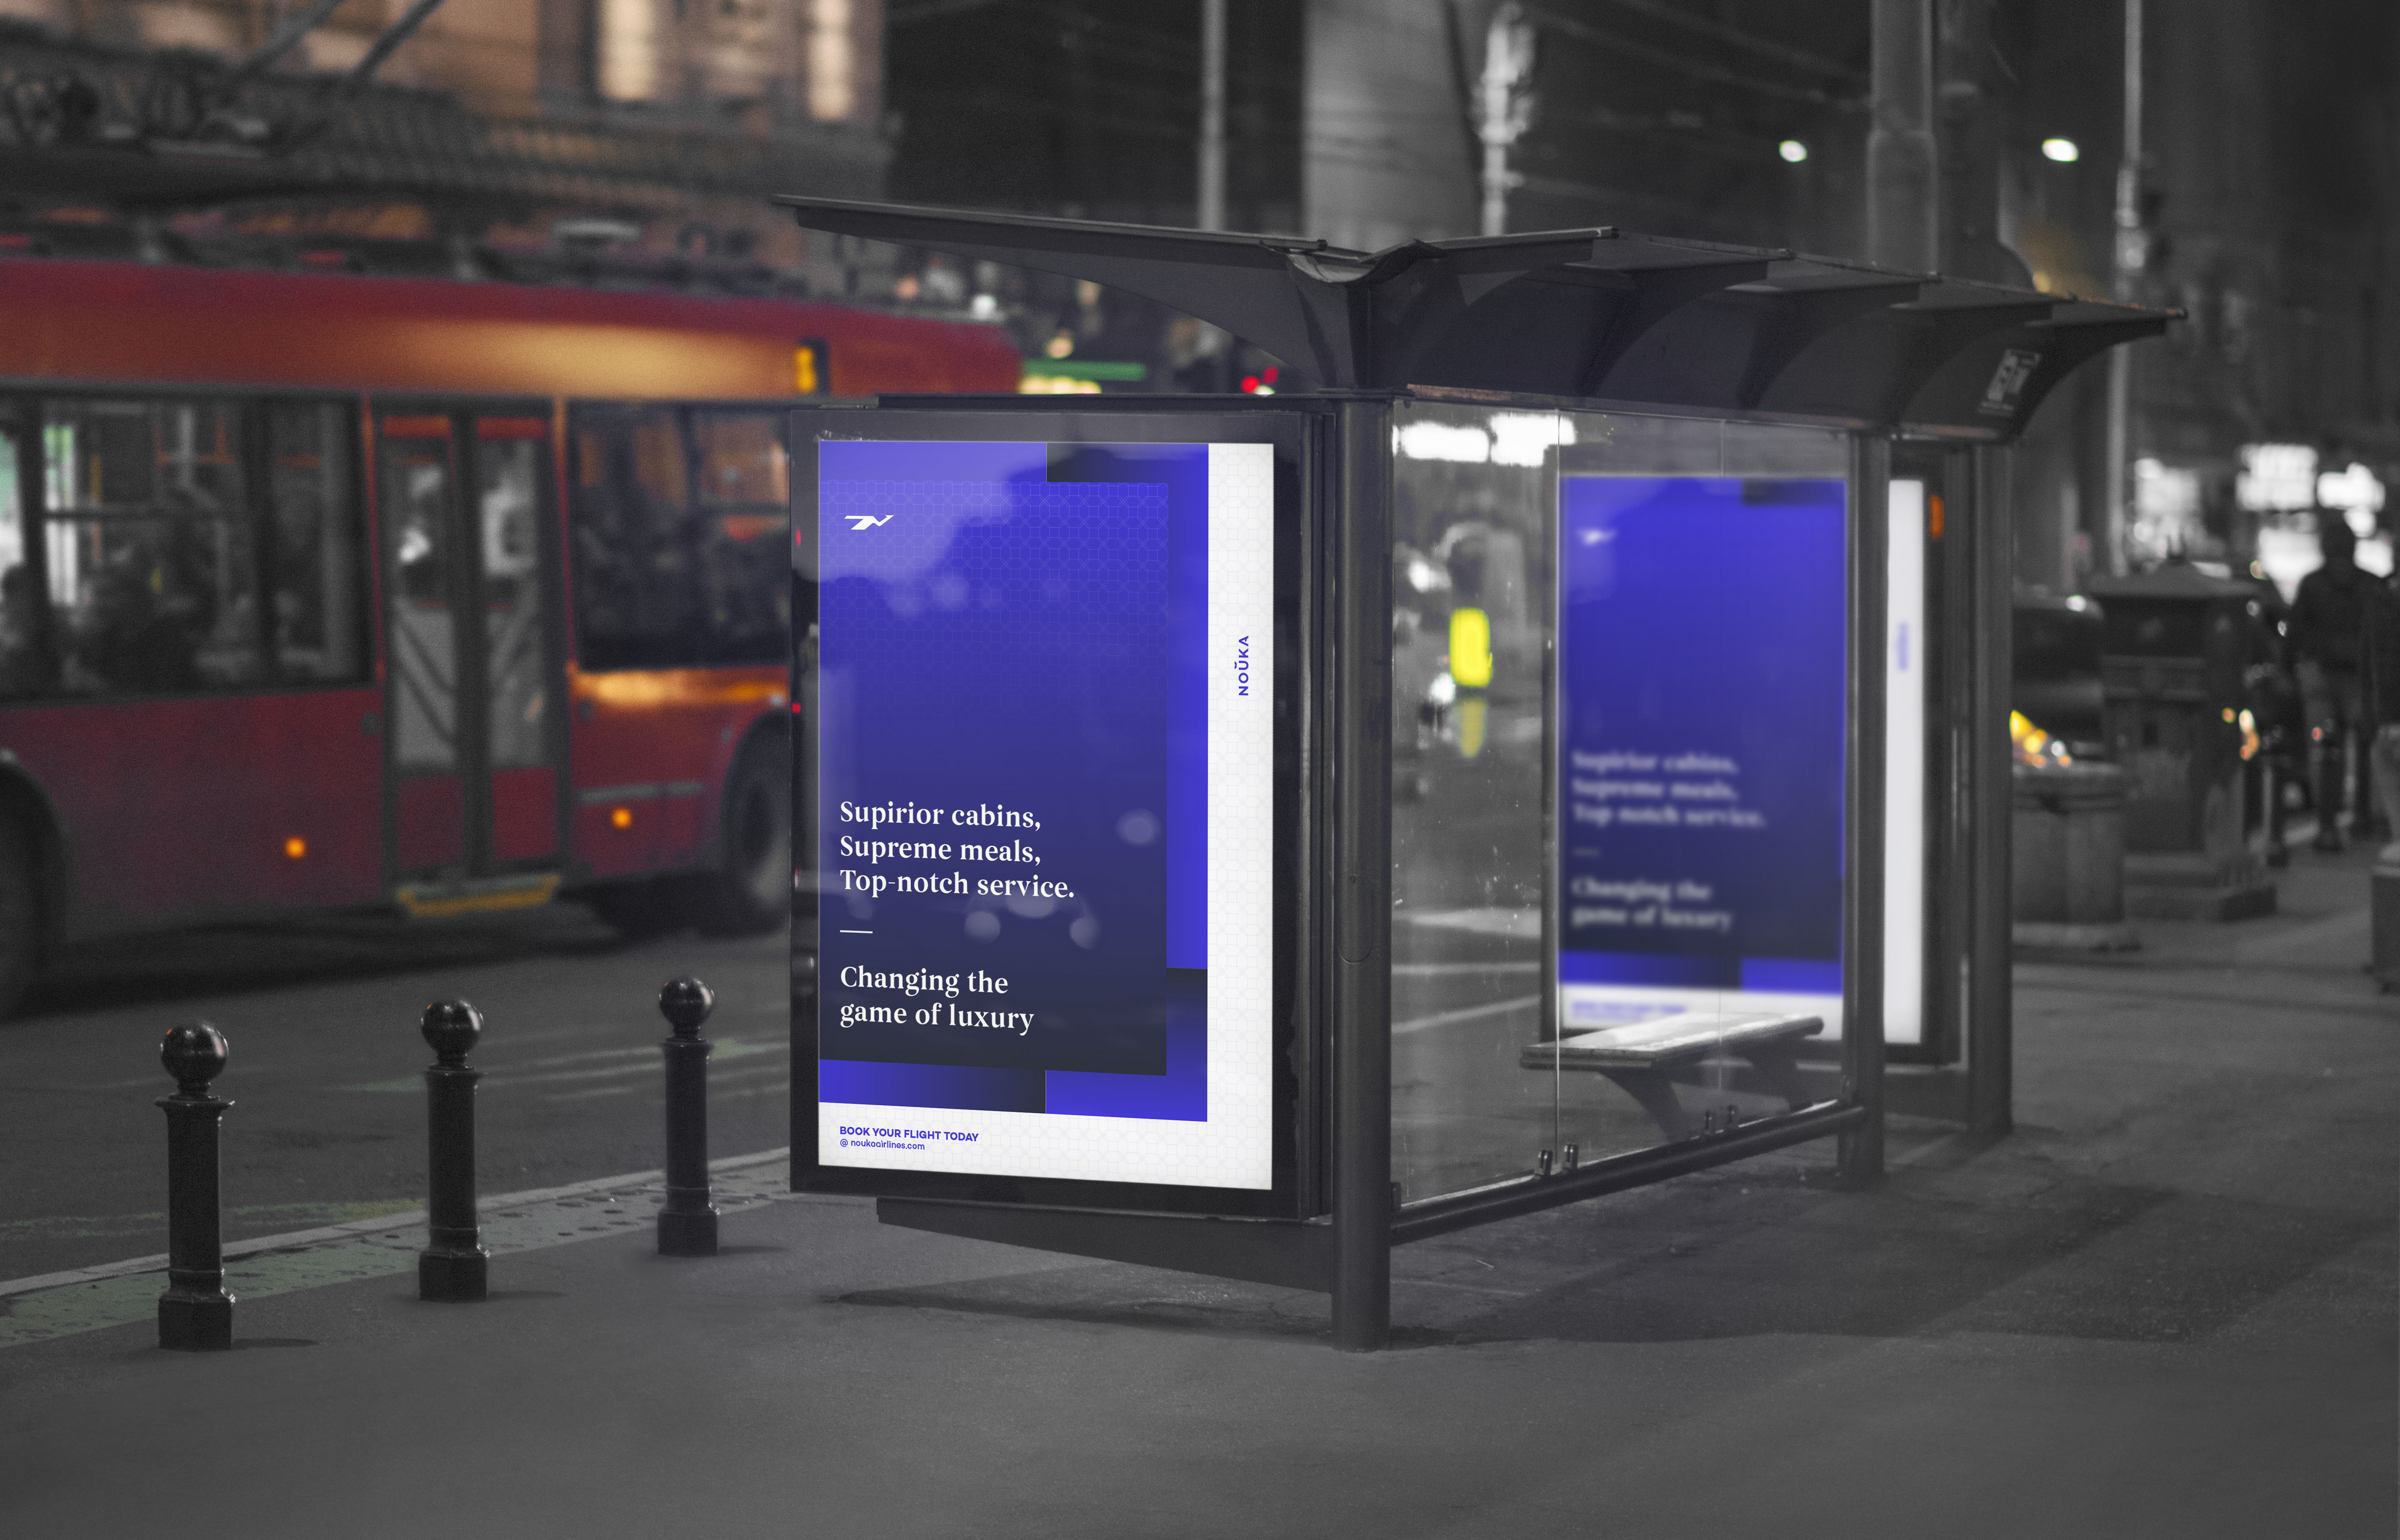 Supirior cabins,
Supreme meals,
Top-notch service.
Changing the
game of luxury
BOOK YOUR FLIGHT TODAY
@ noukaairlines.com
NOŪKA
Supirior cabins,
Supreme meals,
Top-notch service.
Changing the
game of luxury